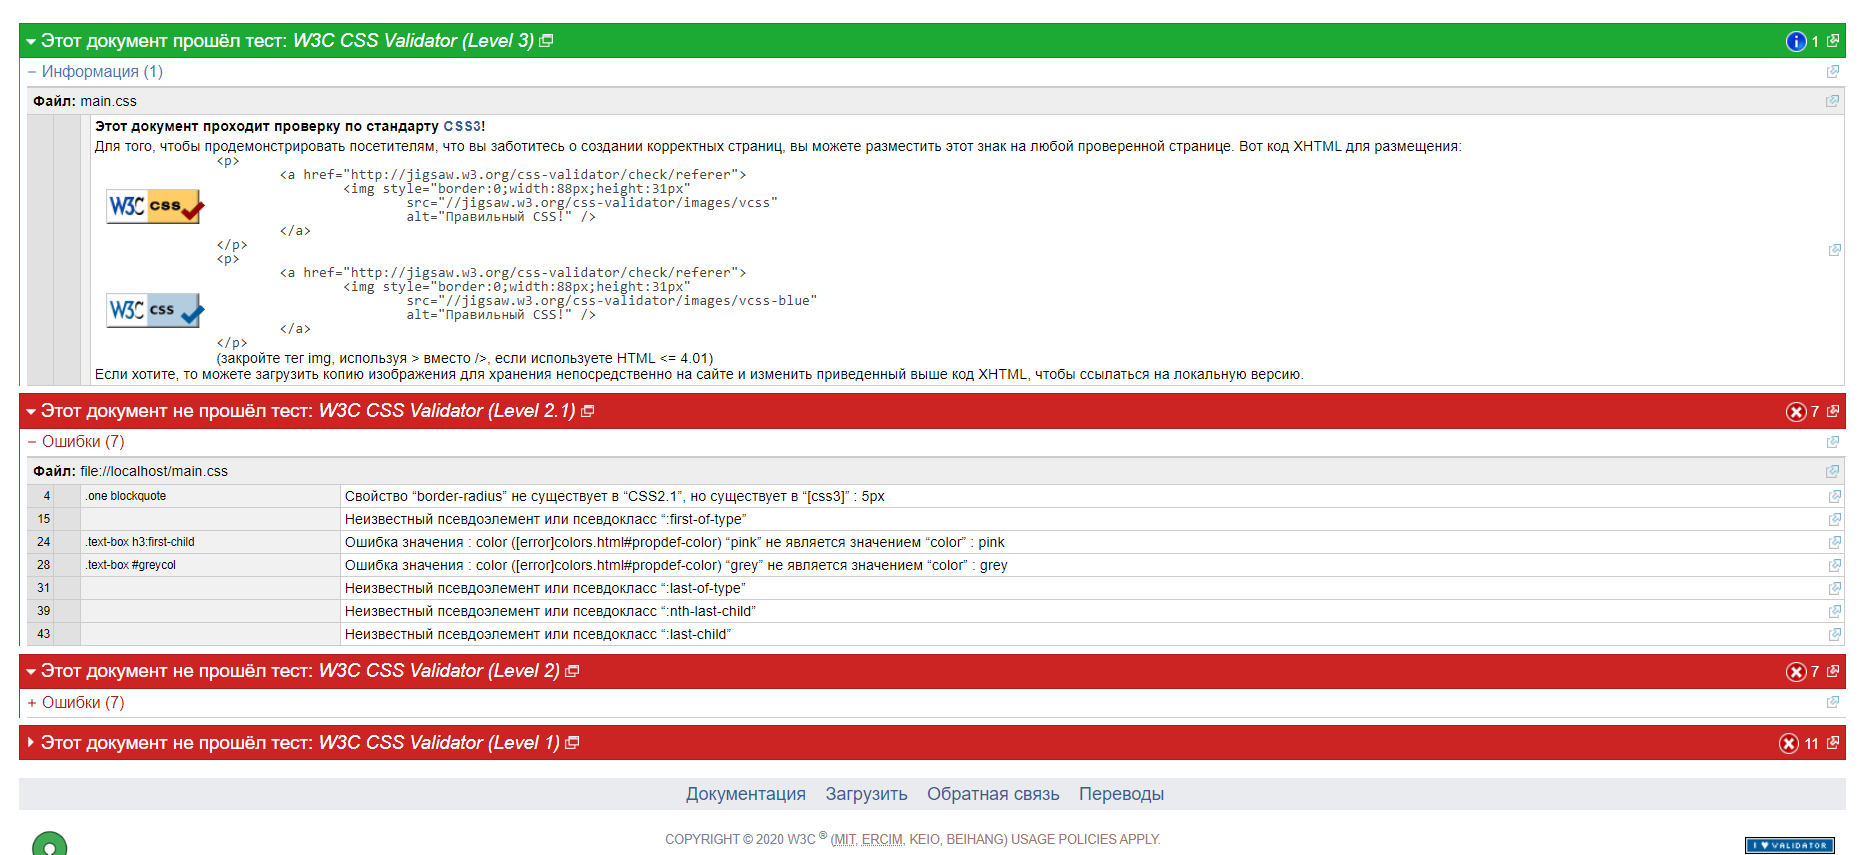 Этот документ прошёл тест: W3C CSS Validator (Level 3) 1
– Информация (1)
Файл: main.css
Этот документ проходит проверку по стандарту CSS3!
Для того, чтобы продемонстрировать посетителям, что вы заботитесь о создании корректных страниц, вы можете разместить этот знак на любой проверенной странице. Вот код XHTML для размещения:
<p>
<a href="http://jigsaw.w3.org/css-validator/check/referer">
<img style="border:0;width:88px;height:31px"
W3C css
src="//jigsaw.w3.org/css-validator/images/vcss"
alt="Правильный CSS!" />
</a>
</p>
<p>
<a href="http://jigsaw.w3.org/css-validator/check/referer">
<img style="border:0;width:88px;height:31px"
src="//jigsaw.w3.org/css-validator/images/vcss-blue"
W3C css
alt="Правильный CSS!" />
</a>
</p>
(закройте тег img, используя > вместо />, если используете HTML <= 4.01)
Если хотите, то можете загрузить копию изображения для хранения непосредственно на сайте и изменить приведенный выше код XHTML, чтобы ссылаться на локальную версию.
Этот документ не прошёл тест: W3C CSS Validator (Level 2.1) 7
– Ошибки (7)
Файл: file://localhost/main.css
4 .one blockquote Свойство “border-radius” не существует в “CSS2.1”, но существует в “[css3]” : 5px
15 Неизвестный псевдоэлемент или псевдокласс “:first-of-type”
24 .text-box h3:first-child Ошибка значения : color ([error]colors.html#propdef-color) “pink” не является значением “color” : pink
28 .text-box #greycol Ошибка значения : color ([error]colors.html#propdef-color) “grey” не является значением “color” : grey
31 Неизвестный псевдоэлемент или псевдокласс “:last-of-type”
39 Неизвестный псевдоэлемент или псевдокласс “:nth-last-child”
43 Неизвестный псевдоэлемент или псевдокласс “:last-child”
Этот документ не прошёл тест: W3C CSS Validator (Level 2) 7
+ Ошибки (7)
Этот документ не прошёл тест: W3C CSS Validator (Level 1) 11
Документация Загрузить Обратная связь Переводы
COPYRIGHT © 2020 W3C ® (MIT, ERCIM, KEIO, BEIHANG) USAGE POLICIES APPLY.
I ♥ VALIDATOR